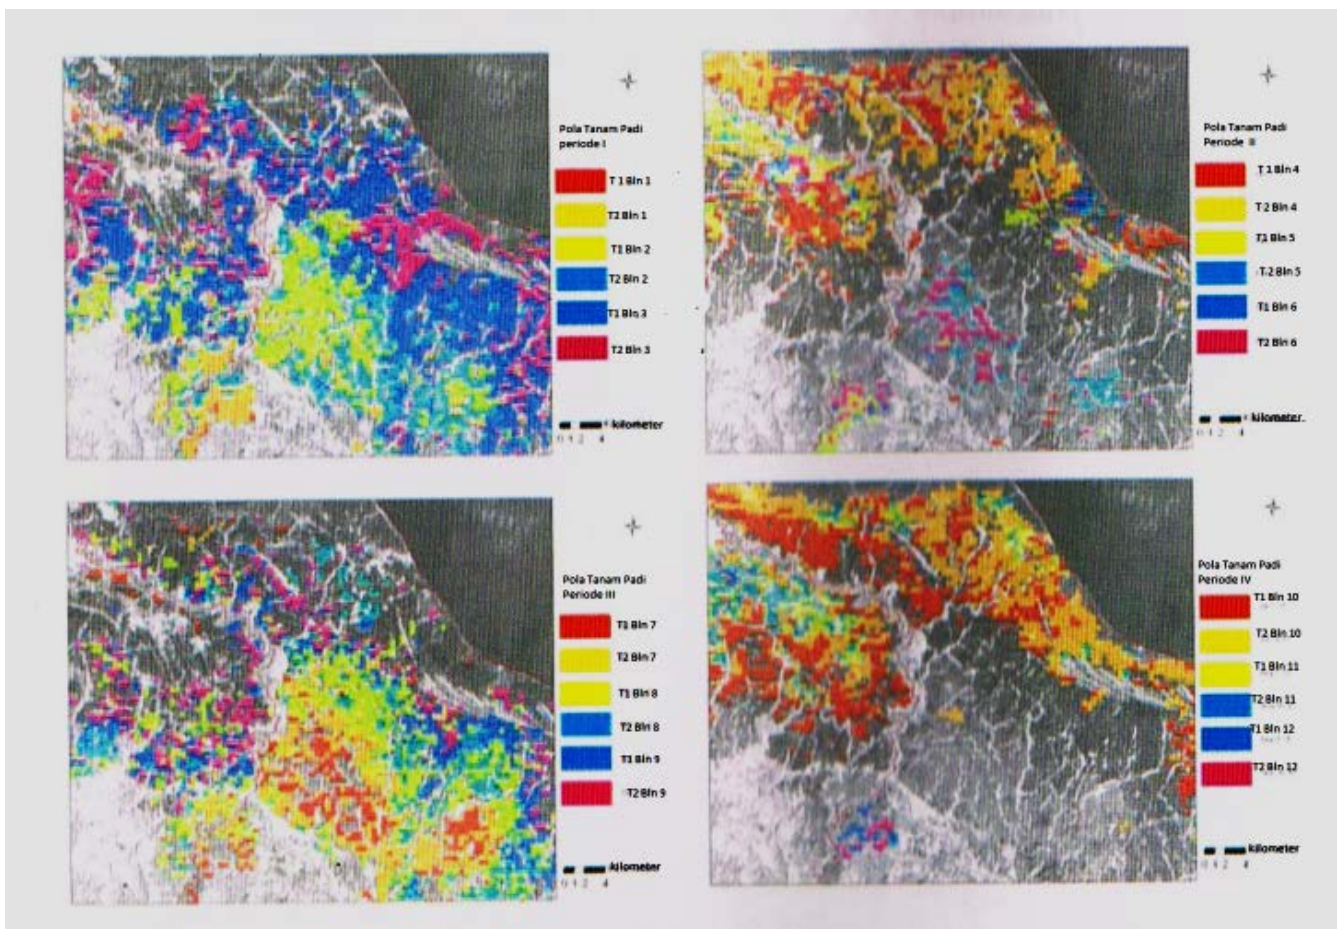 Pola Tanam Padi
periode I
T 1 Bln 1
T2 Bln 1
T1 Bln 2
T2 Bln 2
T1 Bln 3
T2 Bln 3
kilometer
0 1 2 4
Pola Tanam Padi
Periode II
T 1 Bln 4
T-2 Bln 4
T1 Bln 5
T-2 Bln 5
T1 Bln 6
T2 Bln 6
kilometer
0 1 2 4
Pola Tanam Padi
Periode III
T1 Bln 7
T2 Bln 7
T1 Bln 8
T2 Bln 8
T1 Bln 9
T2 Bln 9
kilometer
0 1 2 4
Pola Tanam Padi
Periode IV
T1 Bln 10
T2 Bln 10
T1 Bln 11
T2 Bln 11
T1 Bln 12
T2 Bln 12
kilometer
0 1 2 4